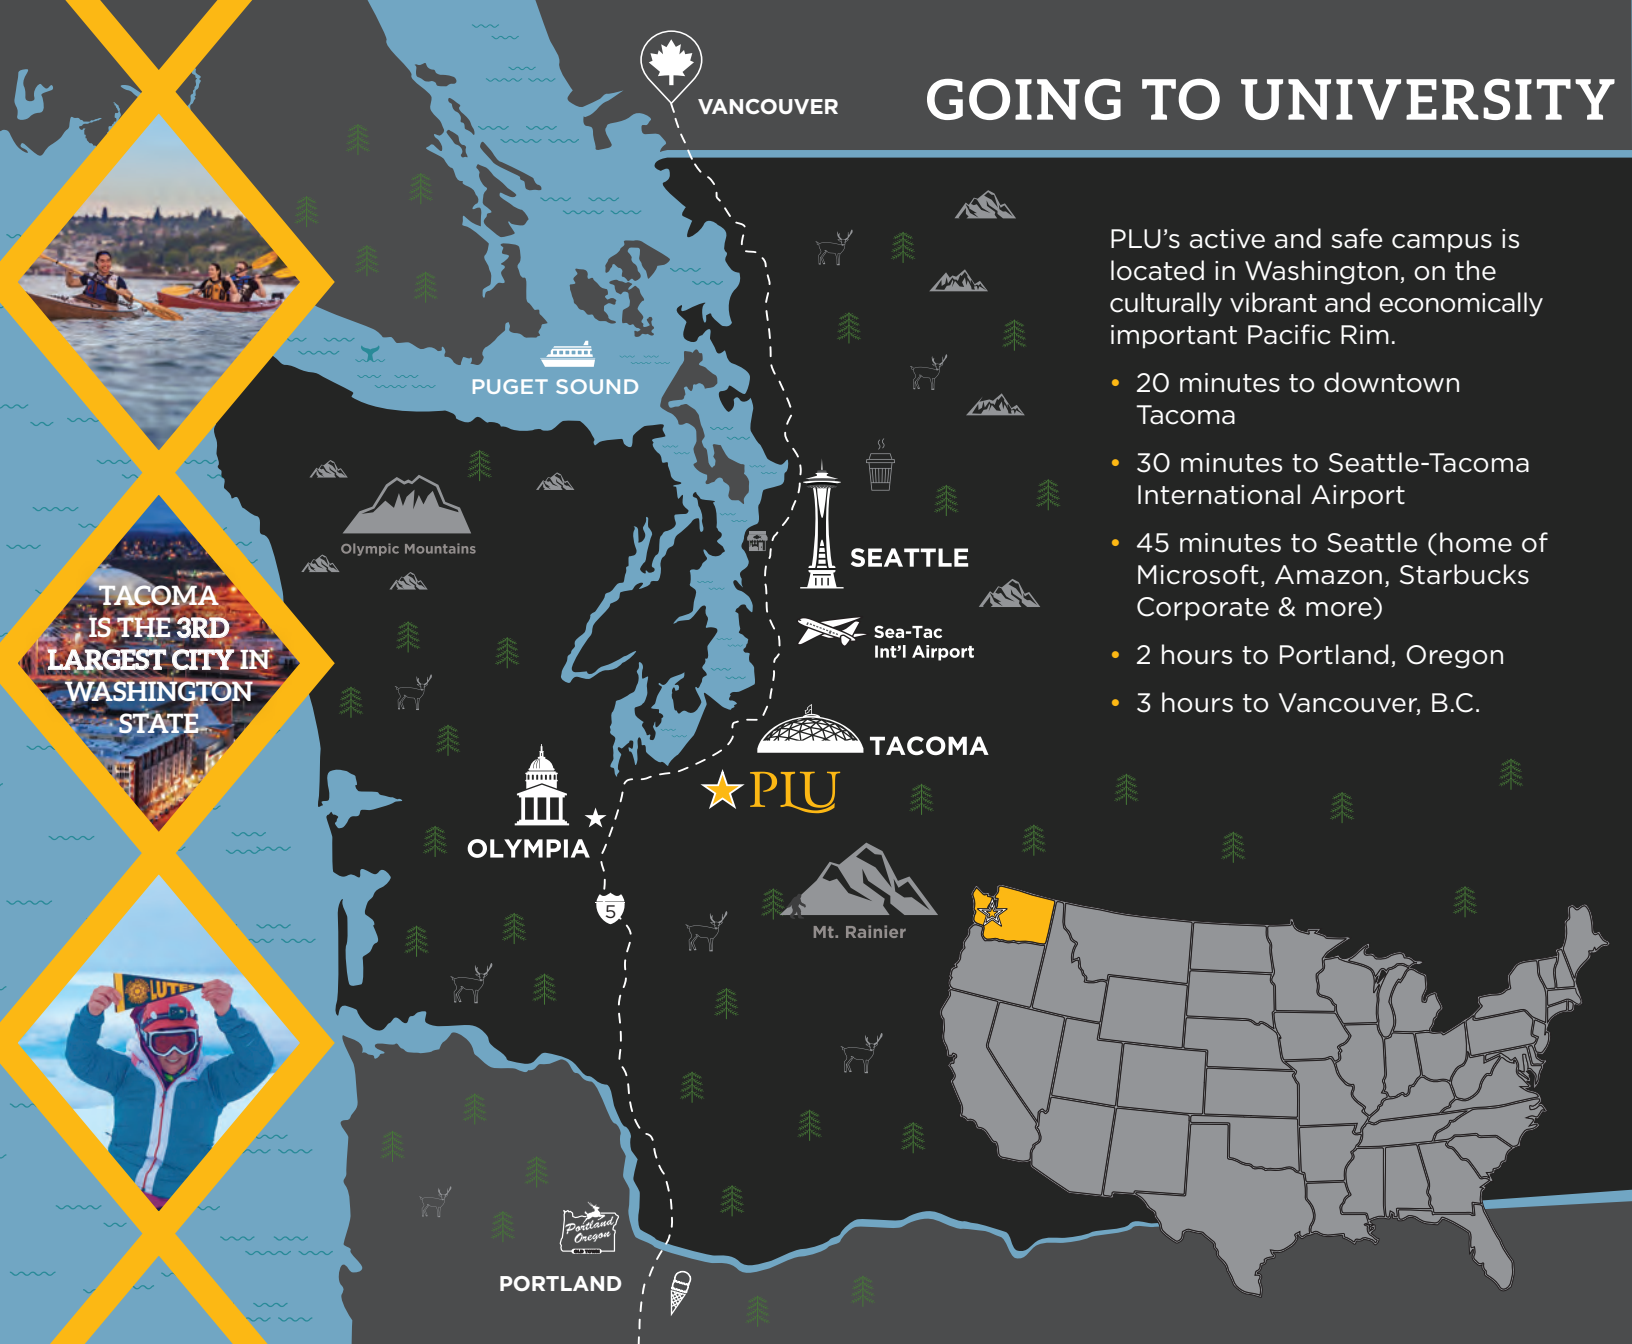 VANCOUVER
GOING TO UNIVERSITY
PLU's active and safe campus is
located in Washington, on the
culturally vibrant and economically
important Pacific Rim.
• 20 minutes to downtown
Tacoma
• 30 minutes to Seattle-Tacoma
International Airport
• 45 minutes to Seattle (home of
Microsoft, Amazon, Starbucks
Corporate & more)
• 2 hours to Portland, Oregon
• 3 hours to Vancouver, B.C.
PUGET SOUND
Olympic Mountains
SEATTLE
Sea-Tac
Int'l Airport
TACOMA
IS THE 3RD
LARGEST CITY IN
WASHINGTON
STATE
TACOMA
PLU
OLYMPIA
5
Mt. Rainier
LUTES
Portland
Oregon
OLD TOWN
PORTLAND